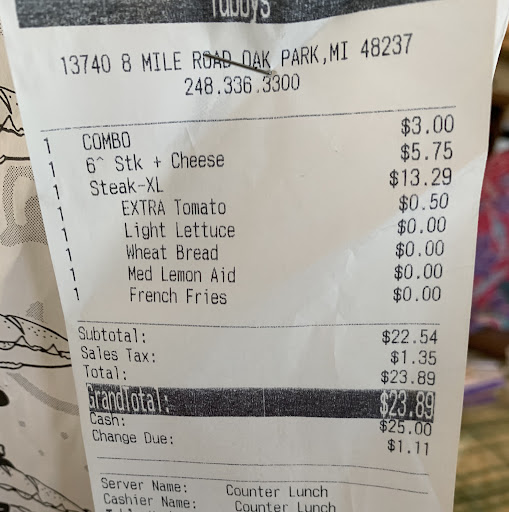 Tubby's
13740 8 MILE ROAD OAK PARK,MI 48237
248.336.3300
1 COMBO $3.00
1 6^ Stk + Cheese $5.75
1 Steak-XL $13.29
1 EXTRA Tomato $0.50
1 Light Lettuce $0.00
1 Wheat Bread $0.00
1 Med Lemon Aid $0.00
1 French Fries $0.00
Subtotal: $22.54
Sales Tax: $1.35
Total: $23.89
GrandTotal: $23.89
Cash: $25.00
Change Due: $1.11
Server Name: Counter Lunch
Cashier Name: Counter Lunch